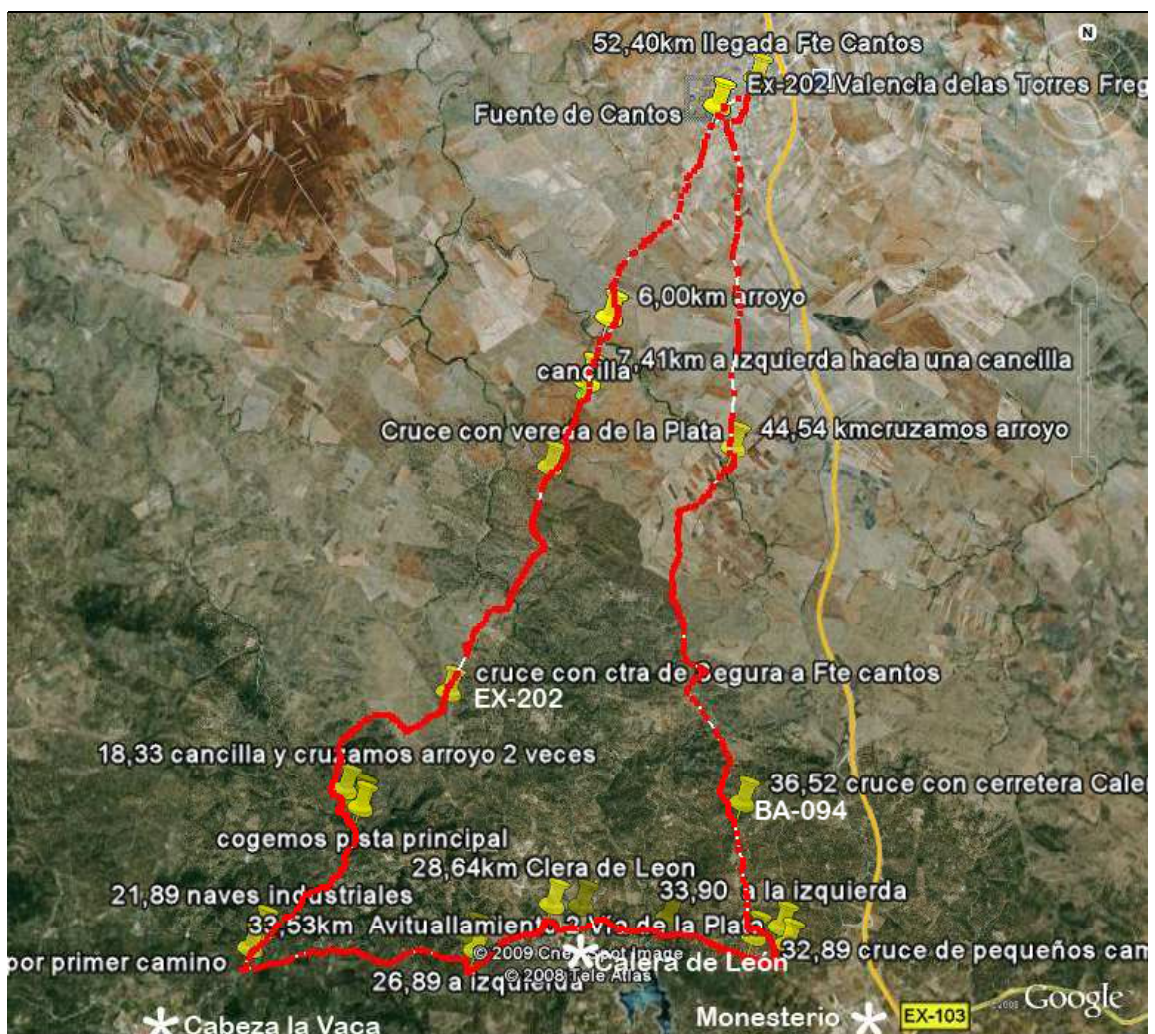 N
52,40km llegada Fte Cantos
Ex-202 Valencia delas Torres Freg
Fuente de Cantos
6,00km arroyo
7,41km a izquierda hacia una cancilla
cancilla
Cruce con vereda de la Plata
44,54 kmcruzamos arroyo
cruce con ctra de Segura a Fte cantos
EX-202
18,33 cancilla y cruzamos arroyo 2 veces
36,52 cruce con cerretera Caler
BA-094
cogemos pista principal
28,64km Clera de Leon
21,89 naves industriales
33,90 a la izquierda
33,53km Avituallamiento 2 Vía de la Plata
32,89 cruce de pequeños cam
por primer camino
© 2009 Cnes/Spot Image
Calera de León
© 2008 Tele Atlas
26,89 a izquierda
©2008 Google
Monesterio
EX-103
Cabeza la Vaca